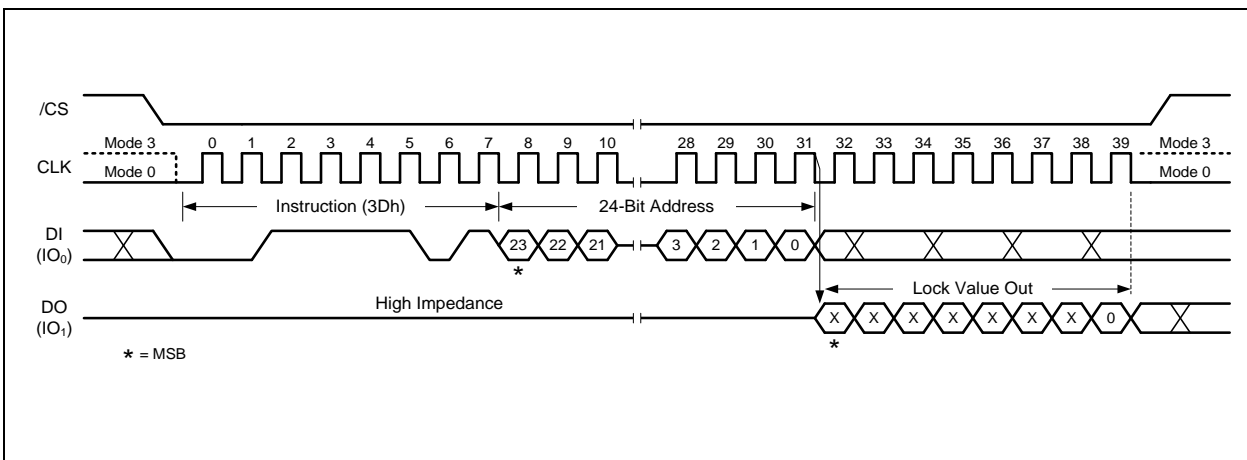 /CS
Mode 3 0 1 2 3 4 5 6 7 8 9 10 28 29 30 31 32 33 34 35 36 37 38 39 Mode 3
CLK
Mode 0 Mode 0
Instruction (3Dh) 24-Bit Address
DI
(IO₀)
23 22 21 3 2 1 0
*
Lock Value Out
High Impedance
DO
(IO₁)
X X X X X X X 0
*
* = MSB